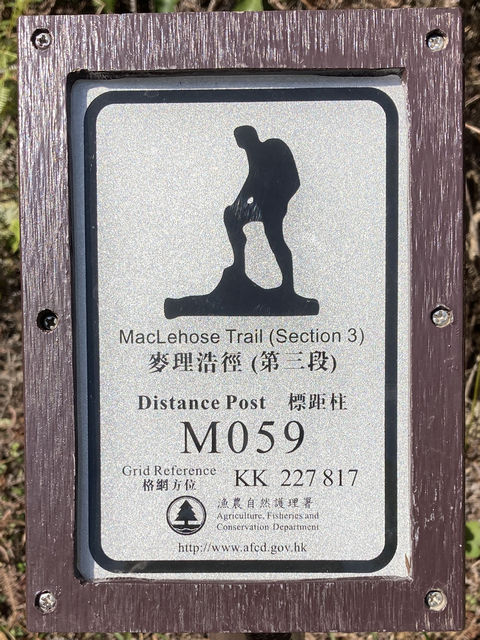 MacLehose Trail (Section 3)
麥理浩徑 (第三段)
Distance Post 標距柱
M059
Grid Reference KK 227 817
格網方位
漁農自然護理署
Agriculture, Fisheries and
Conservation Department
http://www.afcd.gov.hk